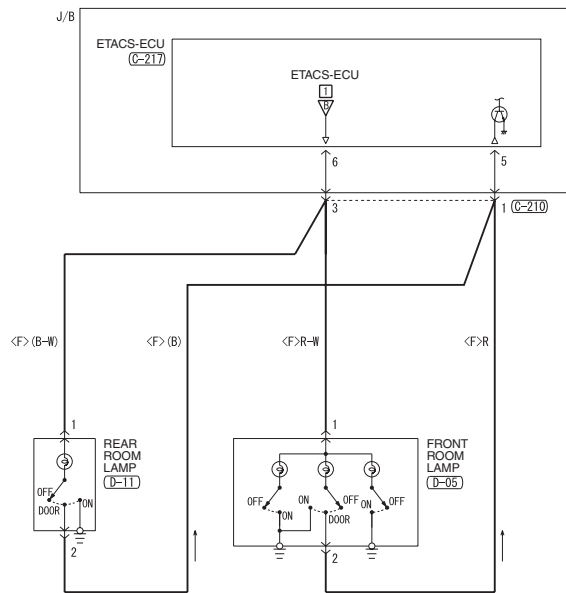 J/B
ETACS-ECU
(C-217)
ETACS-ECU
1
B
6
5
3
1 (C-210)
<F>(B-W)
<F>(B)
<F>R-W
<F>R
1
1
REAR
ROOM
LAMP
(D-11)
FRONT
ROOM
LAMP
(D-05)
OFF
ON
DOOR
OFF
ON
ON
OFF
DOOR
ON
OFF
2
2